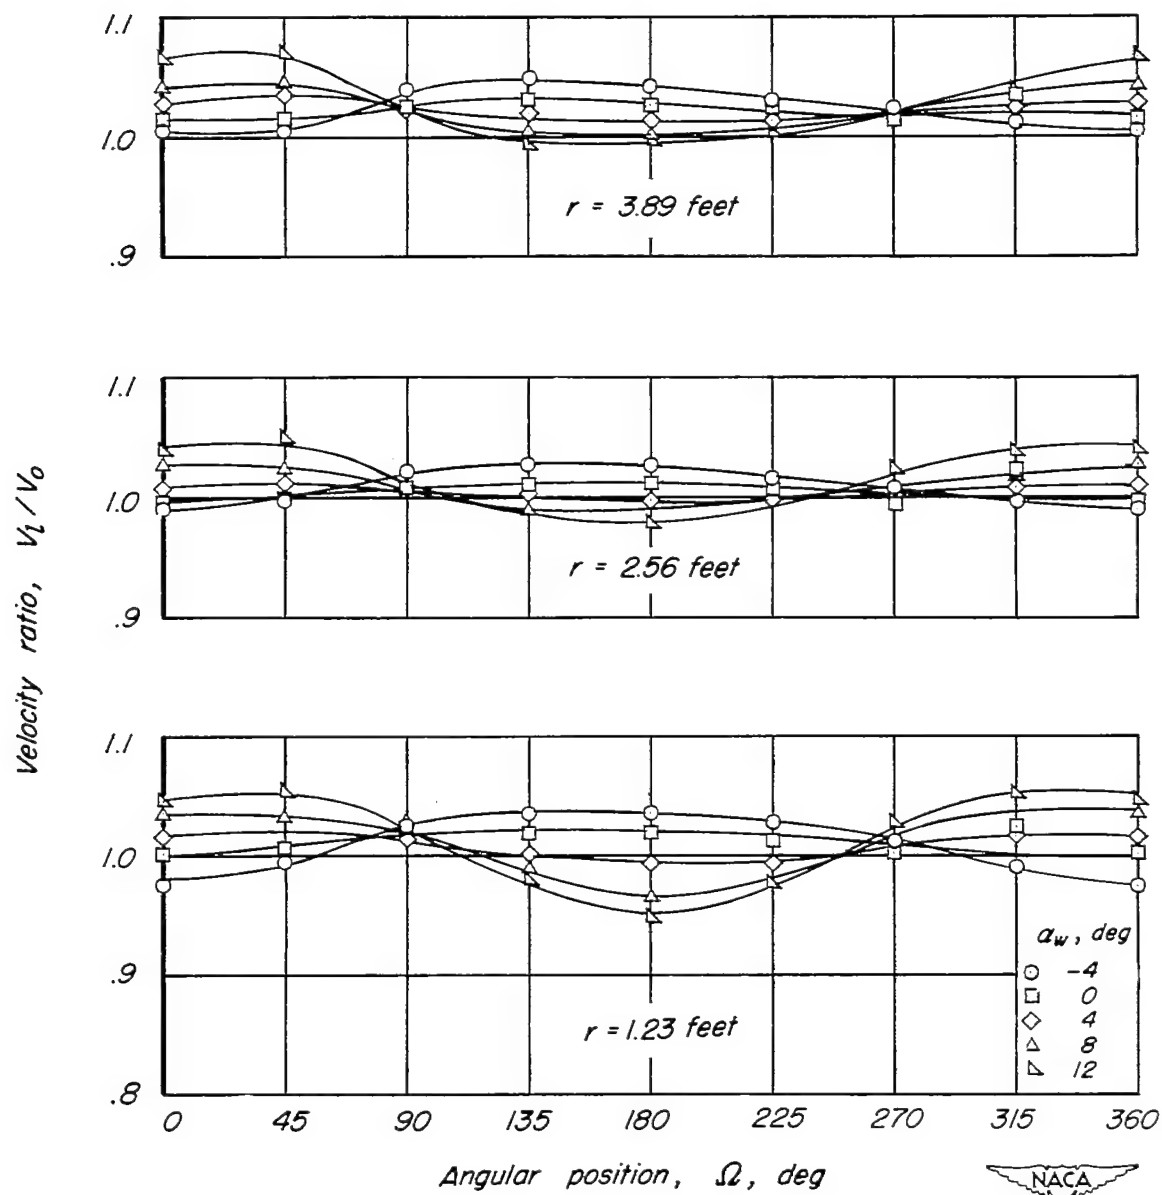 1.1
1.0
.9
r = 3.89 feet
1.1
1.0
.9
r = 2.56 feet
Velocity ratio, Vl/Vo
1.1
1.0
.9
.8
r = 1.23 feet
αw, deg
-4
0
4
8
12
0 45 90 135 180 225 270 315 360
Angular position, Ω, deg
NACA